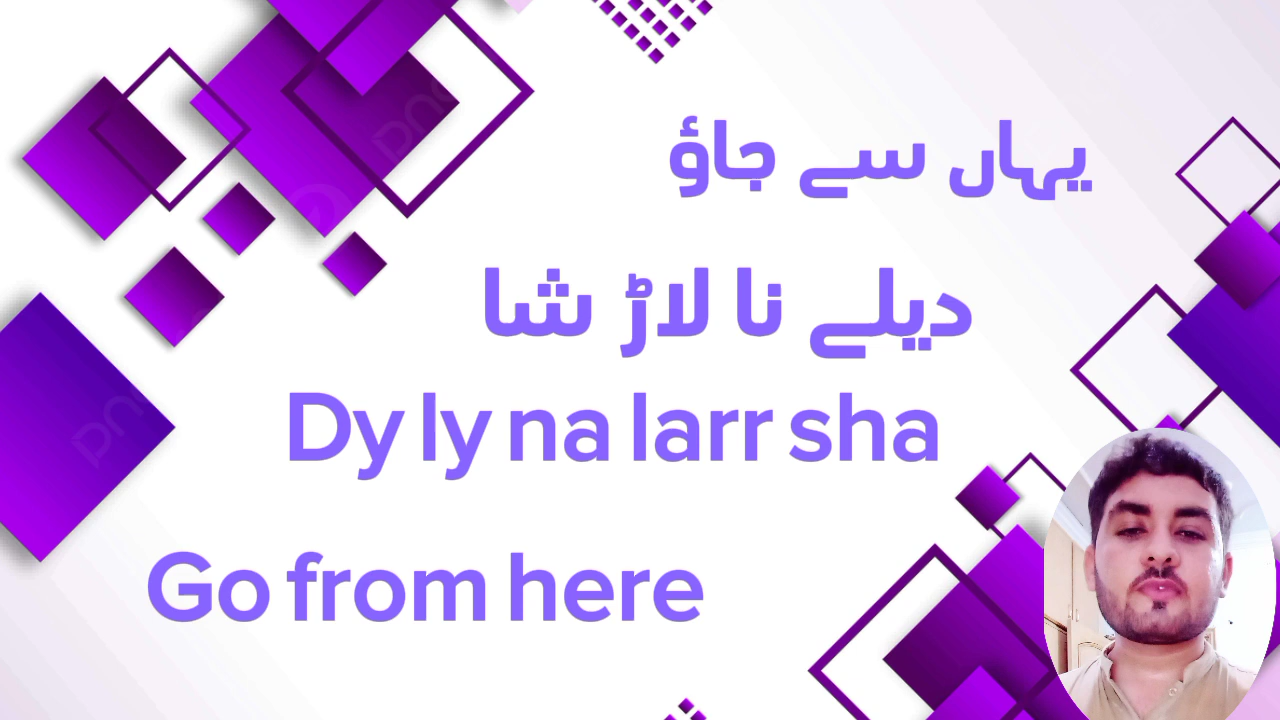 یہاں سے جاؤ
دیلے نا لاڑ شا
Dy ly na larr sha
Go from here